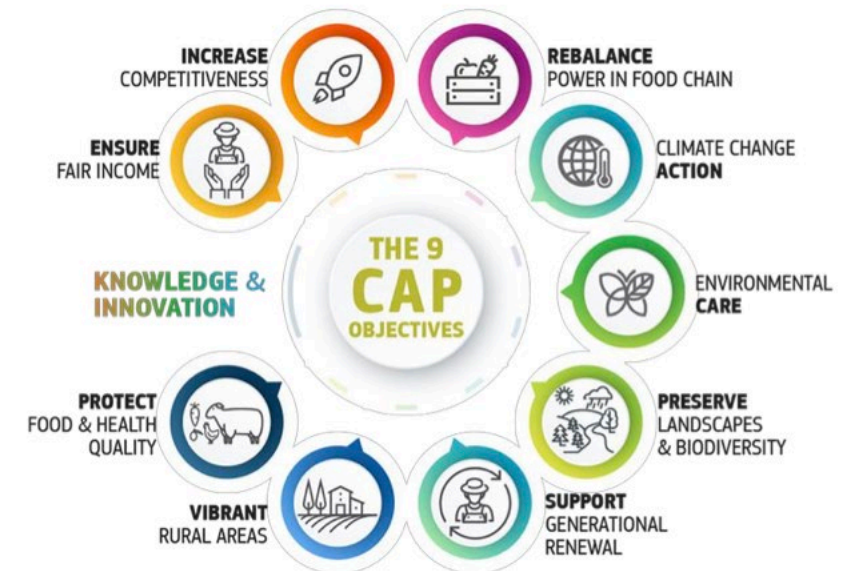 INCREASE
COMPETITIVENESS
REBALANCE
POWER IN FOOD CHAIN
ENSURE
FAIR INCOME
CLIMATE CHANGE
ACTION
THE 9
CAP
OBJECTIVES
KNOWLEDGE &
INNOVATION
ENVIRONMENTAL
CARE
PROTECT
FOOD & HEALTH
QUALITY
PRESERVE
LANDSCAPES
& BIODIVERSITY
VIBRANT
RURAL AREAS
SUPPORT
GENERATIONAL
RENEWAL